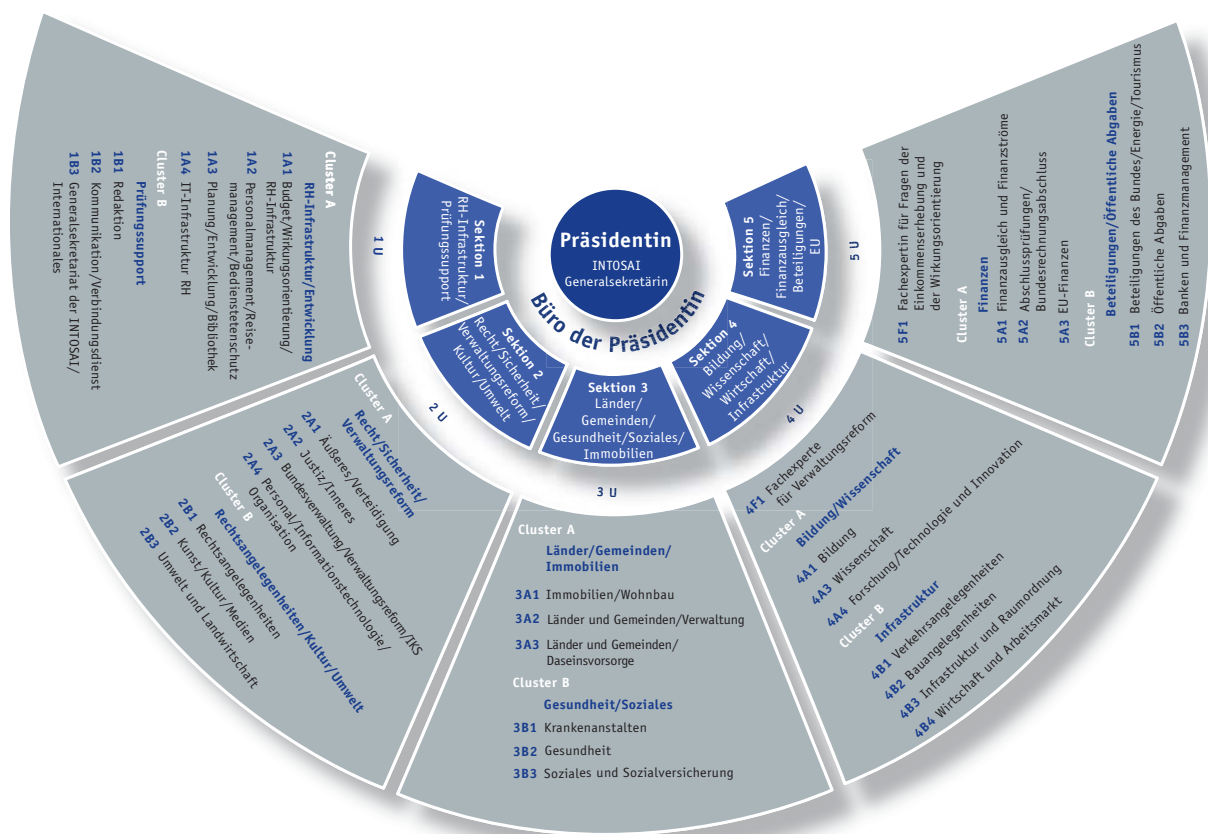 Präsidentin
INTOSAI
Generalsekretärin
Büro der Präsidentin
Sektion 1
RH-Infrastruktur/
Prüfungssupport
1 U
Cluster A
RH-Infrastruktur/Entwicklung
1A1 Budget/Wirkungsorientierung/
RH-Infrastruktur
1A2 Personalmanagement/Reise-
management/Bedienstetenschutz
1A3 Planung/Entwicklung/Bibliothek
1A4 IT-Infrastruktur RH
Cluster B
Prüfungssupport
1B1 Redaktion
1B2 Kommunikation/Verbindungsdienst
1B3 Generalsekretariat der INTOSAI/
Internationales
Sektion 2
Recht/Sicherheit/
Verwaltungsreform/
Kultur/Umwelt
2 U
Cluster A
Recht/Sicherheit/
Verwaltungsreform
2A1 Äußeres/Verteidigung
2A2 Justiz/Inneres
2A3 Bundesverwaltung/Verwaltungsreform/IKS
2A4 Personal/Informationstechnologie/
Organisation
Cluster B
Rechtsangelegenheiten/Kultur/Umwelt
2B1 Rechtsangelegenheiten
2B2 Kunst/Kultur/Medien
2B3 Umwelt und Landwirtschaft
Sektion 3
Länder/
Gemeinden/
Gesundheit/Soziales/
Immobilien
3 U
Cluster A
Länder/Gemeinden/
Immobilien
3A1 Immobilien/Wohnbau
3A2 Länder und Gemeinden/Verwaltung
3A3 Länder und Gemeinden/
Daseinsvorsorge
Cluster B
Gesundheit/Soziales
3B1 Krankenanstalten
3B2 Gesundheit
3B3 Soziales und Sozialversicherung
Sektion 4
Bildung/
Wissenschaft/
Wirtschaft/
Infrastruktur
4 U
4F1 Fachexperte
für Verwaltungsreform
Cluster A
Bildung/Wissenschaft
4A1 Bildung
4A3 Wissenschaft
4A4 Forschung/Technologie und Innovation
Cluster B
Infrastruktur
4B1 Verkehrsangelegenheiten
4B2 Bauangelegenheiten
4B3 Infrastruktur und Raumordnung
4B4 Wirtschaft und Arbeitsmarkt
Sektion 5
Finanzen/
Finanzausgleich/
Beteiligungen/
EU
5 U
5F1 Fachexpertin für Fragen der
Einkommenserhebung und
der Wirkungsorientierung
Cluster A
Finanzen
5A1 Finanzausgleich und Finanzströme
5A2 Abschlussprüfungen/
Bundesrechnungsabschluss
5A3 EU-Finanzen
Cluster B
Beteiligungen/Öffentliche Abgaben
5B1 Beteiligungen des Bundes/Energie/Tourismus
5B2 Öffentliche Abgaben
5B3 Banken und Finanzmanagement